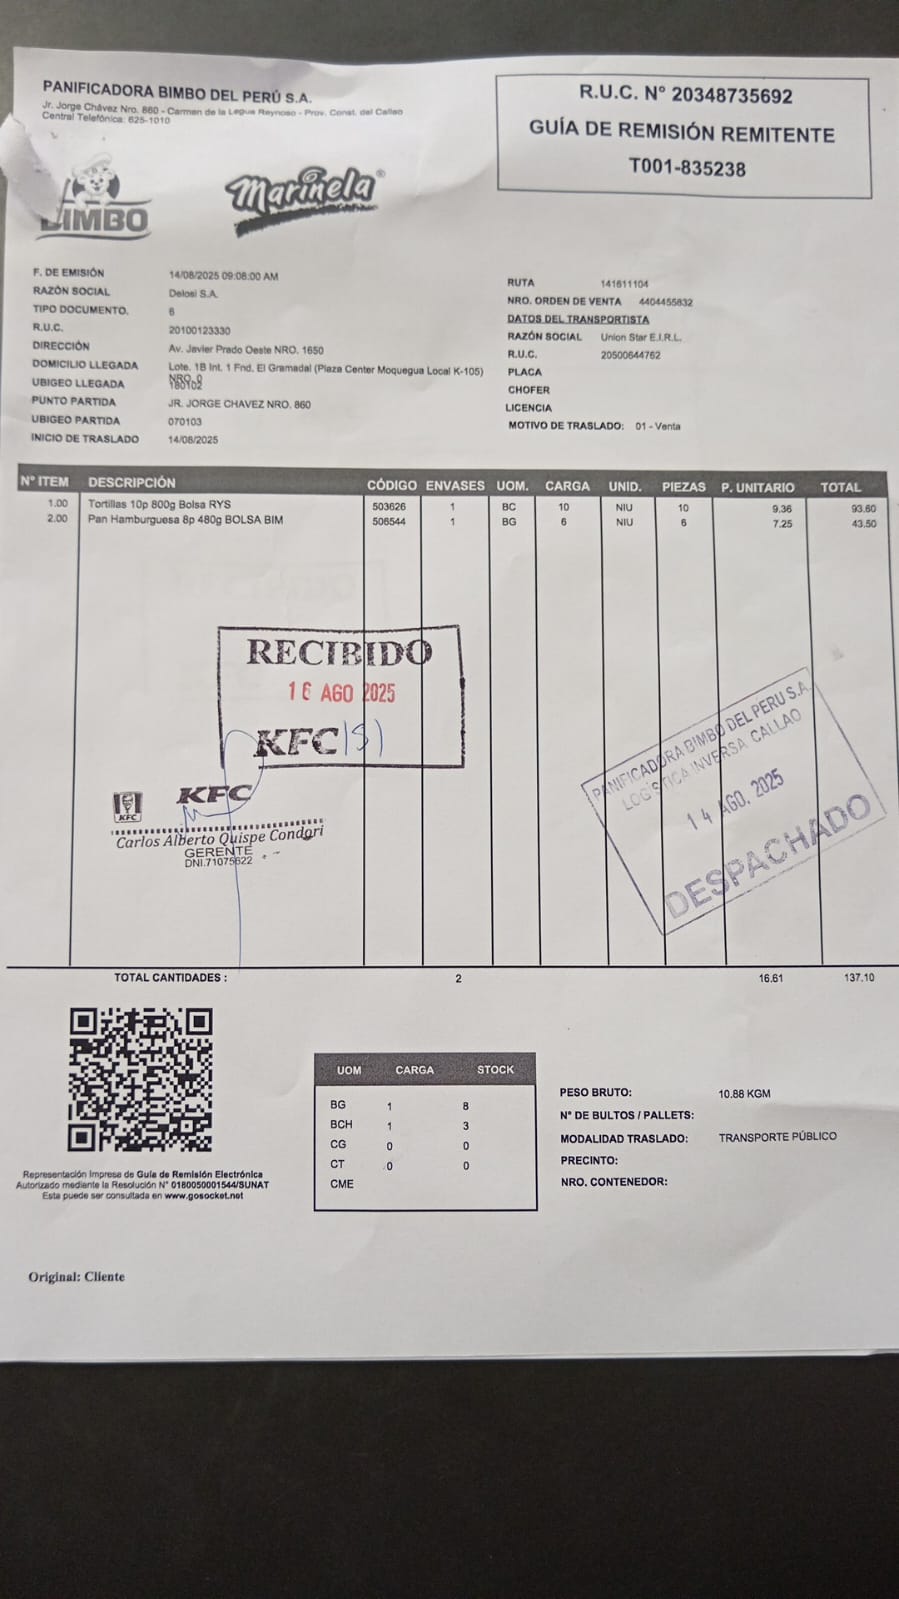 PANIFICADORA BIMBO DEL PERÚ S.A.
Jr. Jorge Chávez Nro. 860 - Carmen de la Legua Reynoso - Prov. Const. del Callao
Central Telefónica: 625-1010
BIMBO
Marinela®
R.U.C. N° 20348735692
GUÍA DE REMISIÓN REMITENTE
T001-835238
F. DE EMISIÓN 14/08/2025 09:08:00 AM
RAZÓN SOCIAL Delosi S.A.
TIPO DOCUMENTO. 6
R.U.C. 20100123330
DIRECCIÓN Av. Javier Prado Oeste NRO. 1650
DOMICILIO LLEGADA Lote. 1B Int. 1 Fnd. El Gramadal (Plaza Center Moquegua Local K-105)
NRO. 0
UBIGEO LLEGADA 180102
PUNTO PARTIDA JR. JORGE CHAVEZ NRO. 860
UBIGEO PARTIDA 070103
INICIO DE TRASLADO 14/08/2025
RUTA 141611104
NRO. ORDEN DE VENTA 4404455832
DATOS DEL TRANSPORTISTA
RAZÓN SOCIAL Union Star E.I.R.L.
R.U.C. 20500644762
PLACA
CHOFER
LICENCIA
MOTIVO DE TRASLADO: 01 - Venta
N° ITEM DESCRIPCIÓN CÓDIGO ENVASES UOM. CARGA UNID. PIEZAS P. UNITARIO TOTAL
1.00 Tortillas 10p 800g Bolsa RYS 503626 1 BC 10 NIU 10 9.36 93.60
2.00 Pan Hamburguesa 8p 480g BOLSA BIM 506544 1 BG 6 NIU 6 7.25 43.50
RECIBIDO
16 AGO 2025
KFC (S)
KFC
KFC
Carlos Alberto Quispe Condori
GERENTE
DNI.71075622
PANIFICADORA BIMBO DEL PERU S.A.
LOGÍSTICA INVERSA CALLAO
14 AGO. 2025
DESPACHADO
TOTAL CANTIDADES : 2 16.61 137.10
UOM CARGA STOCK
BG 1 8
BCH 1 3
CG 0 0
CT 0 0
CME
PESO BRUTO: 10.88 KGM
N° DE BULTOS / PALLETS:
MODALIDAD TRASLADO: TRANSPORTE PÚBLICO
PRECINTO:
NRO. CONTENEDOR:
Representación Impresa de Guía de Remisión Electrónica
Autorizado mediante la Resolución N° 0180050001544/SUNAT
Esta puede ser consultada en www.gosocket.net
Original: Cliente